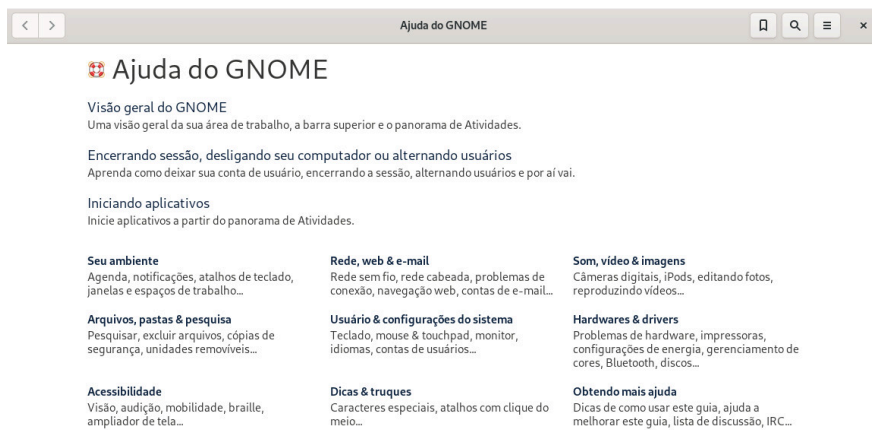 Ajuda do GNOME
Ajuda do GNOME
Visão geral do GNOME
Uma visão geral da sua área de trabalho, a barra superior e o panorama de Atividades.
Encerrando sessão, desligando seu computador ou alternando usuários
Aprenda como deixar sua conta de usuário, encerrando a sessão, alternando usuários e por aí vai.
Iniciando aplicativos
Inicie aplicativos a partir do panorama de Atividades.
Seu ambiente
Agenda, notificações, atalhos de teclado,
janelas e espaços de trabalho…
Rede, web & e-mail
Rede sem fio, rede cabeada, problemas de
conexão, navegação web, contas de e-mail…
Som, vídeo & imagens
Câmeras digitais, iPods, editando fotos,
reproduzindo vídeos…
Arquivos, pastas & pesquisa
Pesquisar, excluir arquivos, cópias de
segurança, unidades removíveis…
Usuário & configurações do sistema
Teclado, mouse & touchpad, monitor,
idiomas, contas de usuários…
Hardwares & drivers
Problemas de hardware, impressoras,
configurações de energia, gerenciamento de
cores, Bluetooth, discos…
Acessibilidade
Visão, audição, mobilidade, braille,
ampliador de tela…
Dicas & truques
Caracteres especiais, atalhos com clique do
meio…
Obtendo mais ajuda
Dicas de como usar este guia, ajuda a
melhorar este guia, lista de discussão, IRC…